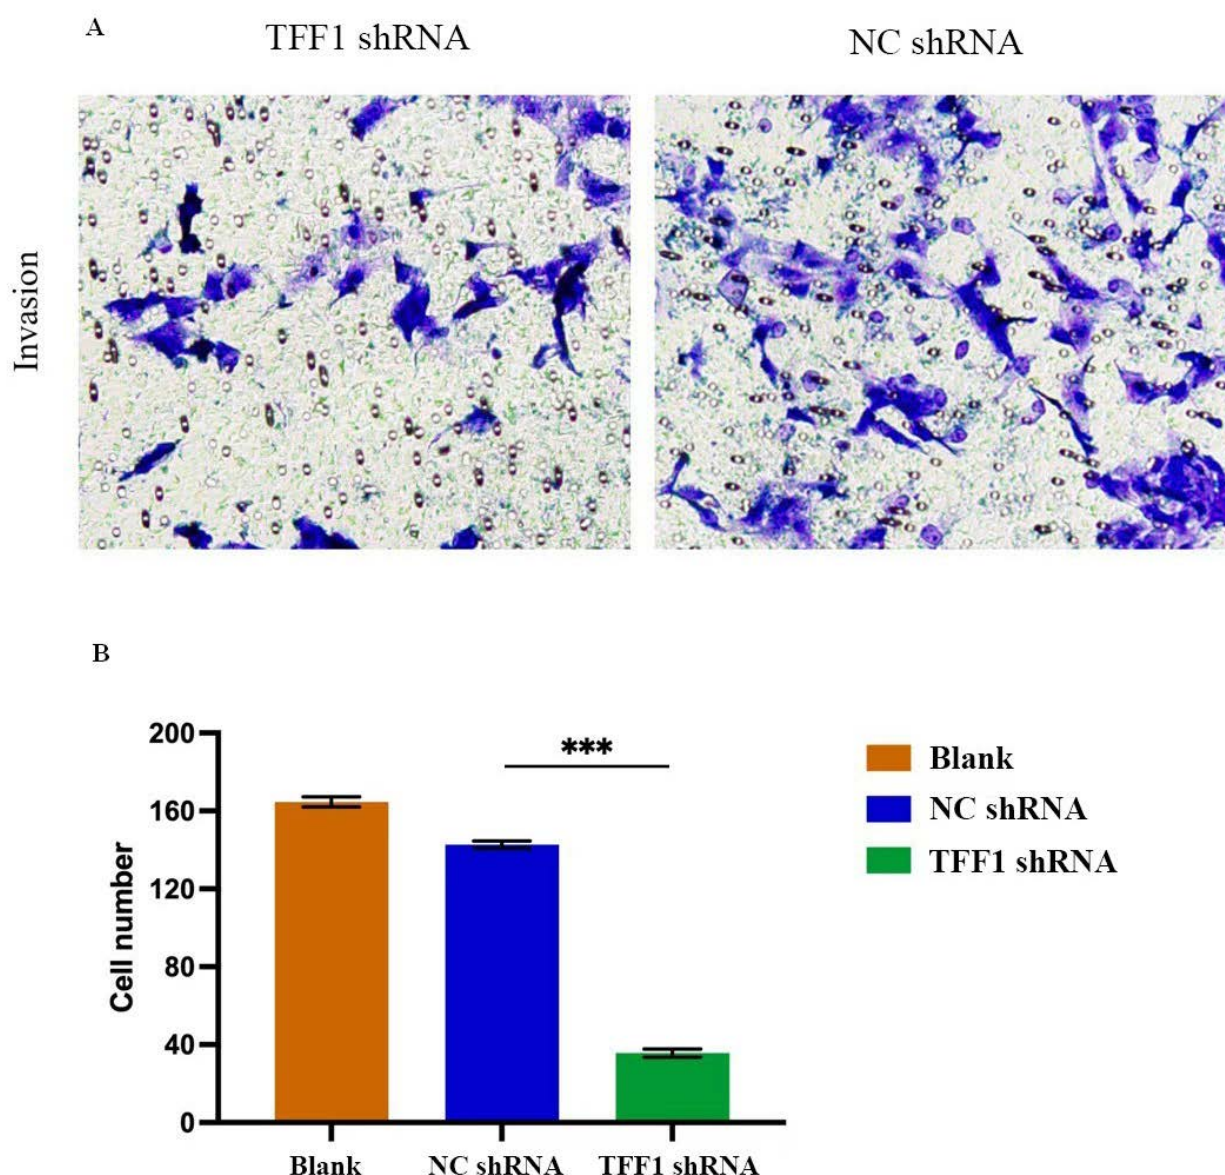 A
TFF1 shRNA
NC shRNA
Invasion
B
200
160
120
80
40
0
Cell number
***
Blank
NC shRNA
TFF1 shRNA
Blank
NC shRNA
TFF1 shRNA